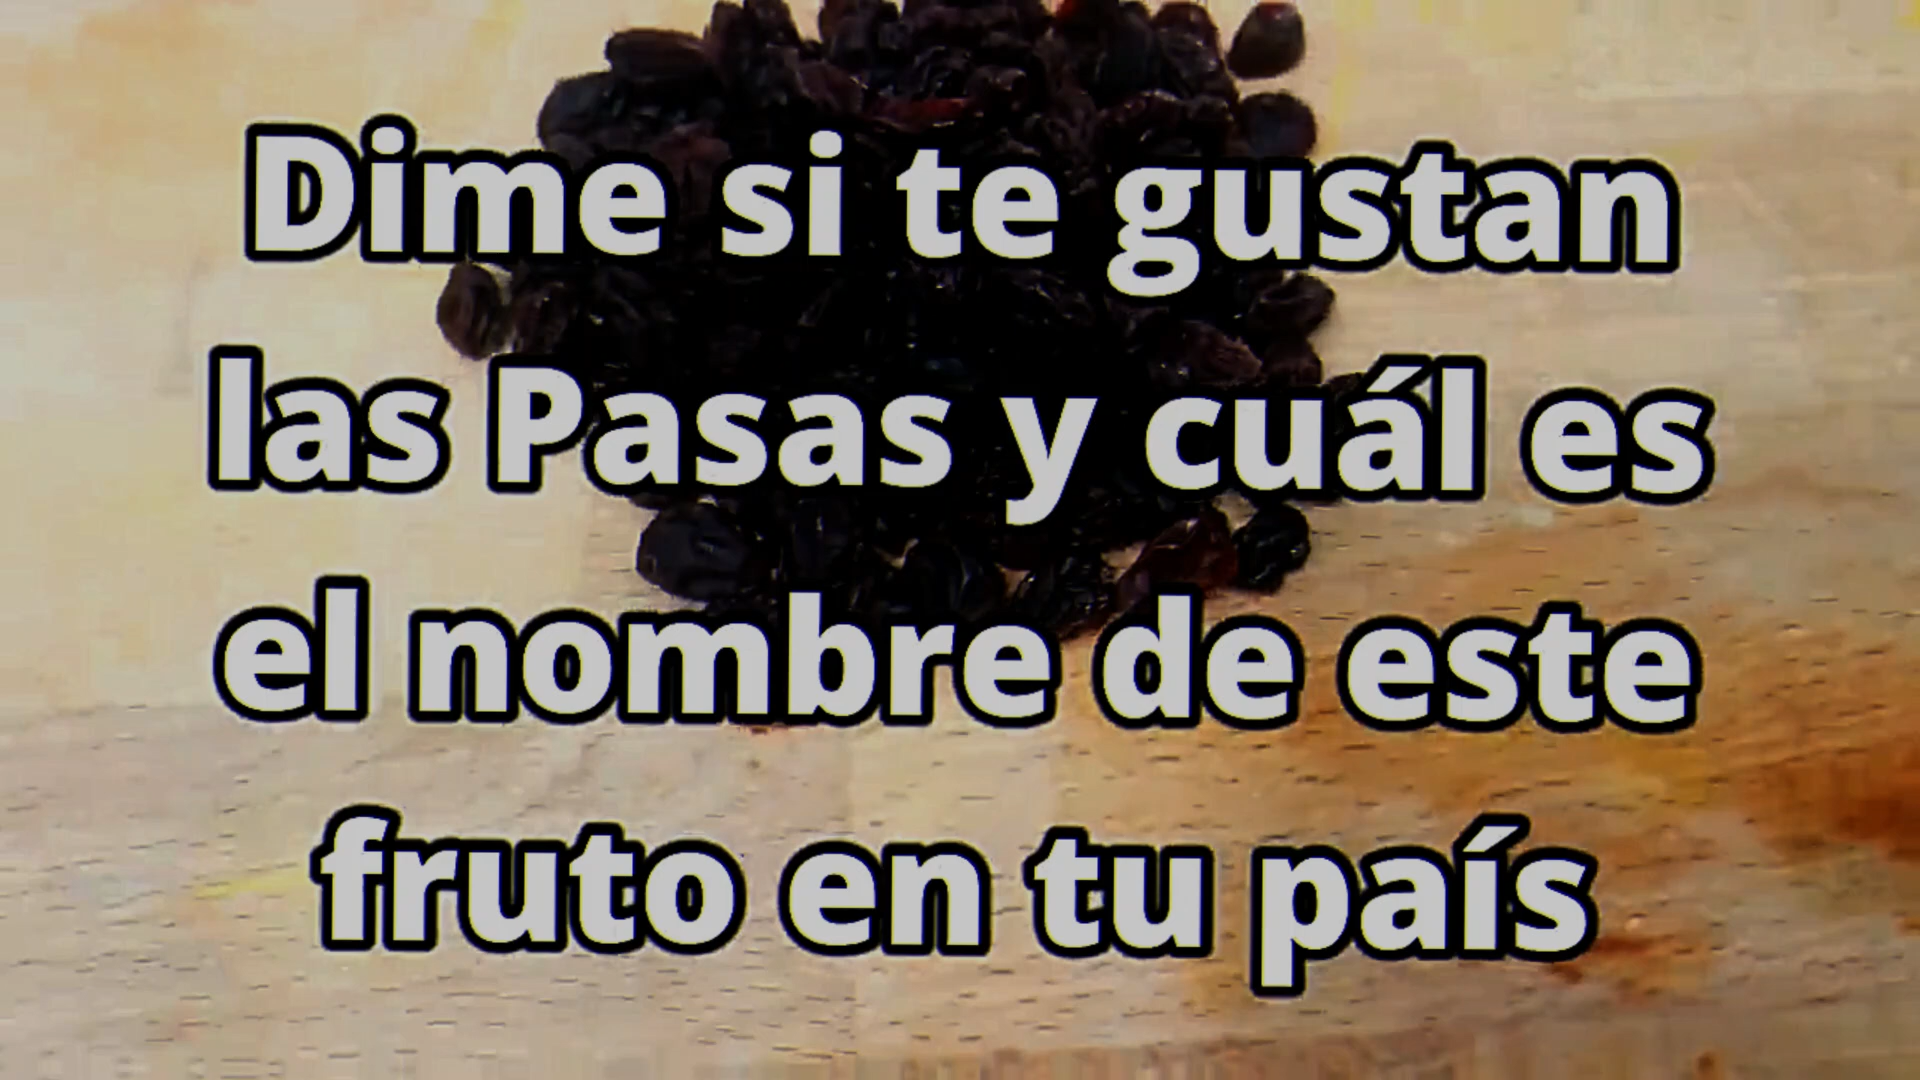 Dime si te gustan
las Pasas y cuál es
el nombre de este
fruto en tu país